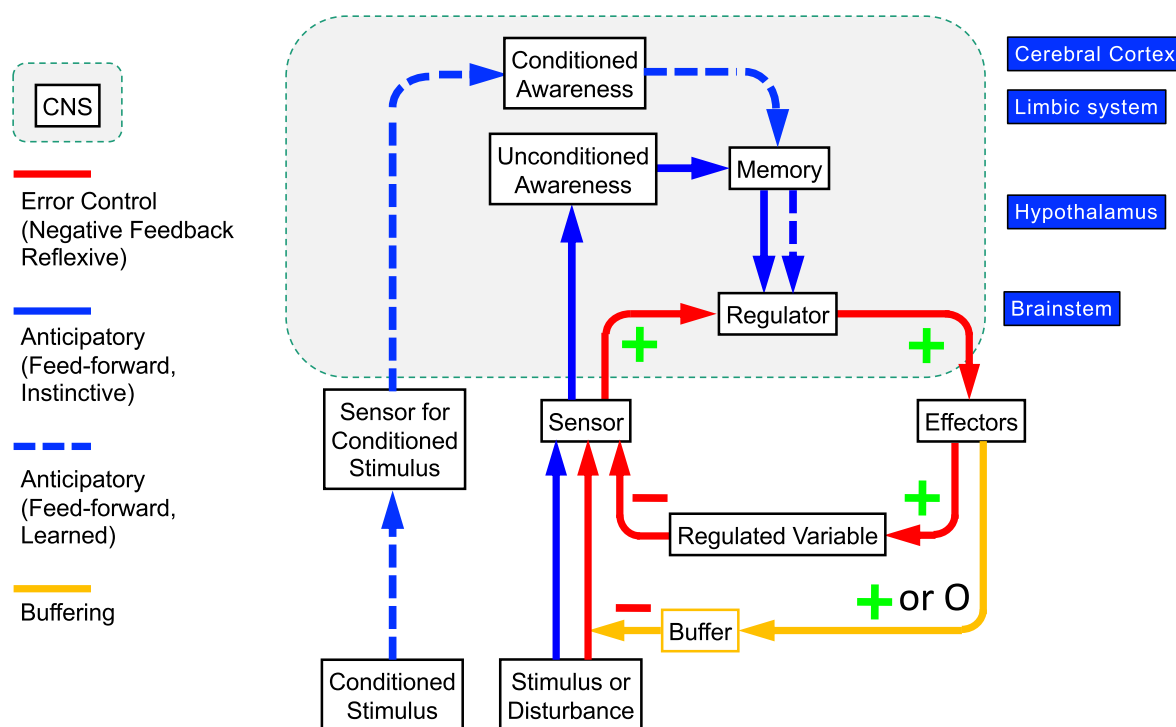 CNS
Error Control
(Negative Feedback
Reflexive)
Anticipatory
(Feed-forward,
Instinctive)
Anticipatory
(Feed-forward,
Learned)
Buffering
Conditioned
Awareness
Unconditioned
Awareness
Memory
Regulator
+
+
Sensor for
Conditioned
Stimulus
Sensor
Effectors
−
+
Regulated Variable
+ or O
−
Buffer
Conditioned
Stimulus
Stimulus or
Disturbance
Cerebral Cortex
Limbic system
Hypothalamus
Brainstem